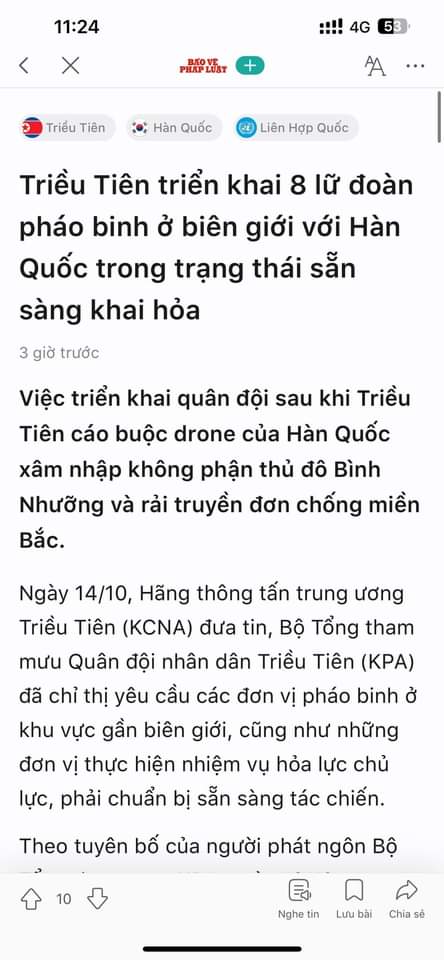 11:24
4G
53
BẢO VỆ
PHÁP LUẬT
Triều Tiên
Hàn Quốc
Liên Hợp Quốc
Triều Tiên triển khai 8 lữ đoàn
pháo binh ở biên giới với Hàn
Quốc trong trạng thái sẵn
sàng khai hỏa
3 giờ trước
Việc triển khai quân đội sau khi Triều
Tiên cáo buộc drone của Hàn Quốc
xâm nhập không phận thủ đô Bình
Nhưỡng và rải truyền đơn chống miền
Bắc.
Ngày 14/10, Hãng thông tấn trung ương
Triều Tiên (KCNA) đưa tin, Bộ Tổng tham
mưu Quân đội nhân dân Triều Tiên (KPA)
đã chỉ thị yêu cầu các đơn vị pháo binh ở
khu vực gần biên giới, cũng như những
đơn vị thực hiện nhiệm vụ hỏa lực chủ
lực, phải chuẩn bị sẵn sàng tác chiến.
Theo tuyên bố của người phát ngôn Bộ
10
Nghe tin
Lưu bài
Chia sẻ